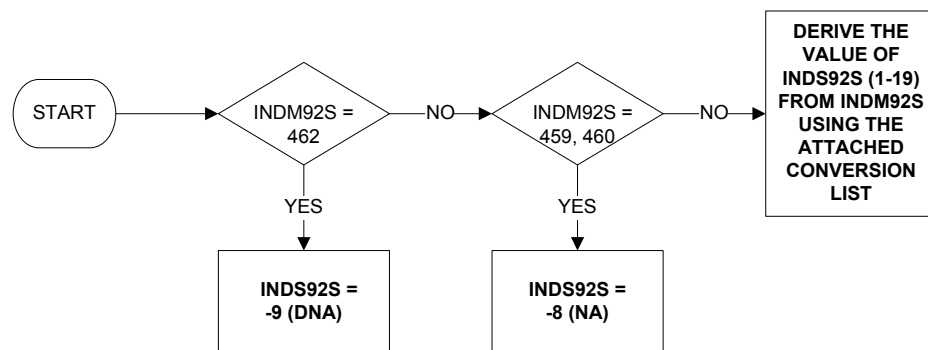 START
INDM92S =
462
NO
INDM92S =
459, 460
NO
DERIVE THE
VALUE OF
INDS92S (1-19)
FROM INDM92S
USING THE
ATTACHED
CONVERSION
LIST
YES
YES
INDS92S =
-9 (DNA)
INDS92S =
-8 (NA)